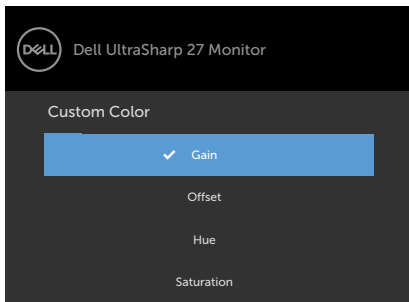 DELL
Dell UltraSharp 27 Monitor
Custom Color
Gain
Offset
Hue
Saturation